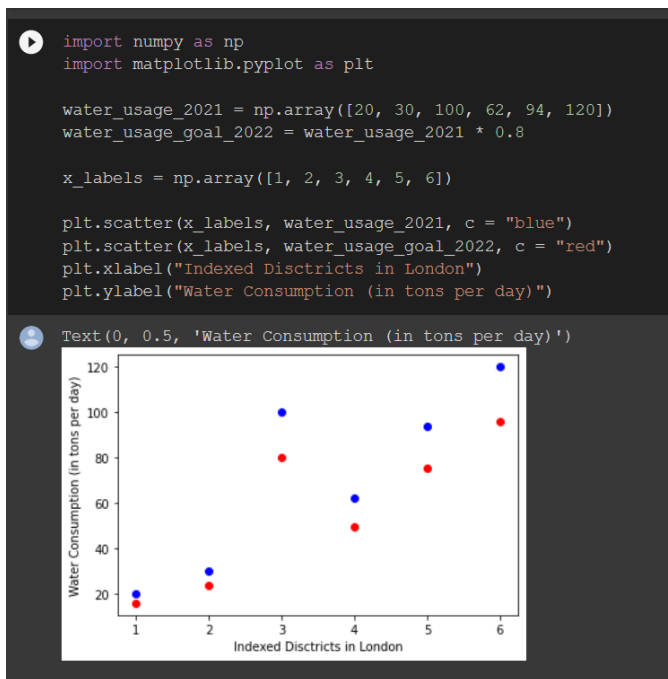 import numpy as np
import matplotlib.pyplot as plt
water_usage_2021 = np.array([20, 30, 100, 62, 94, 120])
water_usage_goal_2022 = water_usage_2021 * 0.8
x_labels = np.array([1, 2, 3, 4, 5, 6])
plt.scatter(x_labels, water_usage_2021, c = "blue")
plt.scatter(x_labels, water_usage_goal_2022, c = "red")
plt.xlabel("Indexed Disctricts in London")
plt.ylabel("Water Consumption (in tons per day)")
Text(0, 0.5, 'Water Consumption (in tons per day)')
Water Consumption (in tons per day)
120
100
80
60
40
20
1 2 3 4 5 6
Indexed Disctricts in London